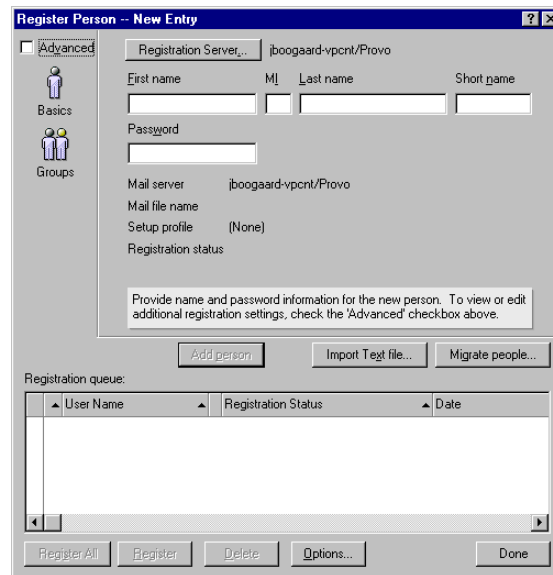 Register Person -- New Entry
Advanced
Registration Server... jboogaard-vpcnt/Provo
First name MI Last name Short name
Basics
Password
Groups
Mail server jboogaard-vpcnt/Provo
Mail file name
Setup profile (None)
Registration status
Provide name and password information for the new person. To view or edit
additional registration settings, check the 'Advanced' checkbox above.
Add person Import Text file... Migrate people...
Registration queue:
User Name Registration Status Date
Register All Register Delete Options... Done